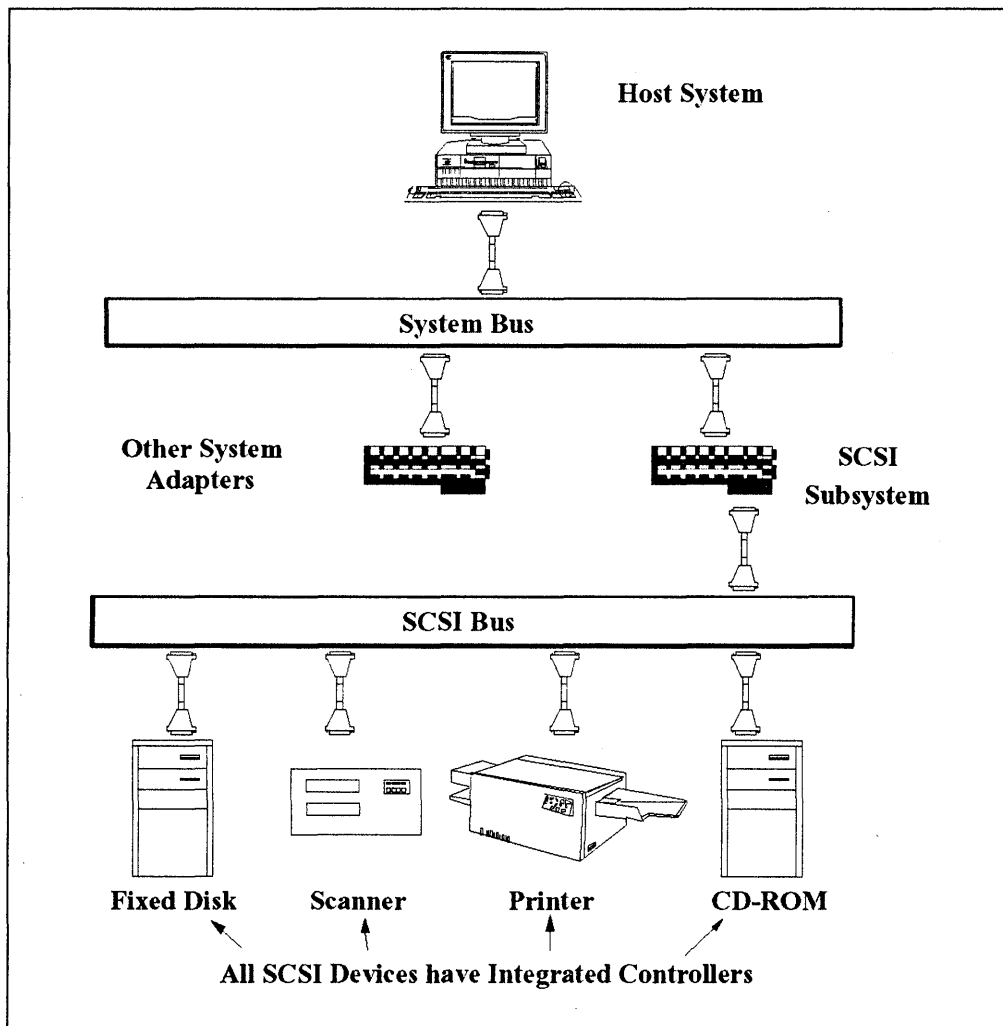 Host System
System Bus
Other System
Adapters
SCSI
Subsystem
SCSI Bus
Fixed Disk
Scanner
Printer
CD-ROM
All SCSI Devices have Integrated Controllers